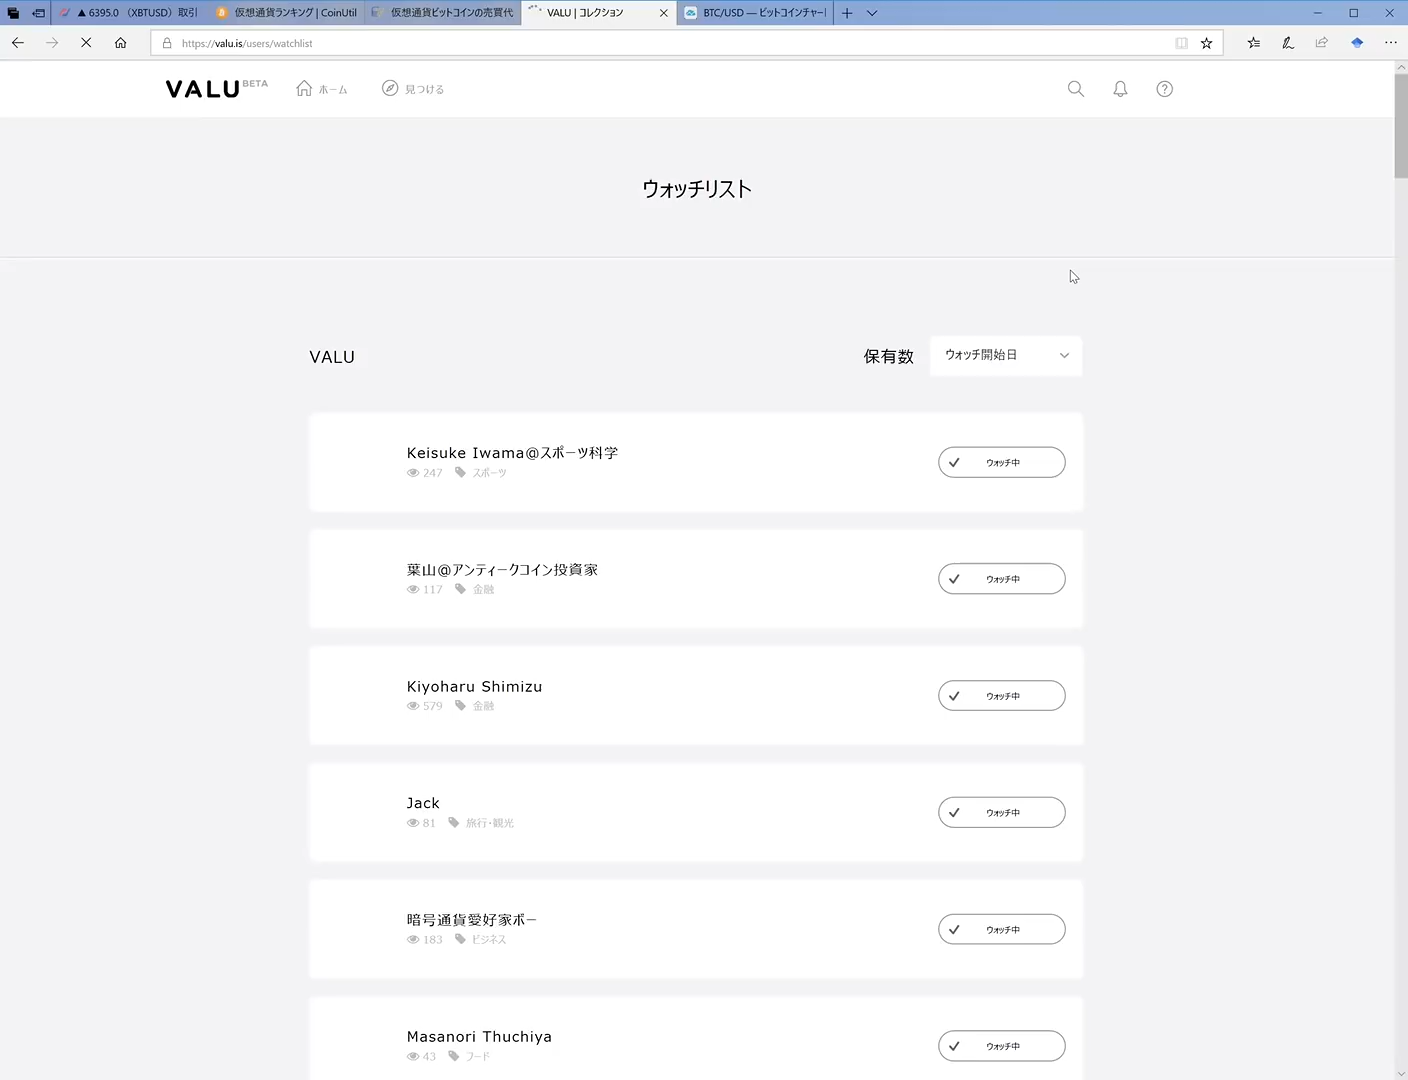 ▲ 6395.0 （XBTUSD）取引
仮想通貨ランキング | CoinUtil
仮想通貨ビットコインの売買代
VALU | コレクション
BTC/USD — ビットコインチャート
https://valu.is/users/watchlist
VALU BETA
ホーム
見つける
ウォッチリスト
VALU
保有数
ウォッチ開始日
Keisuke Iwama@スポーツ科学
247 スポーツ
ウォッチ中
葉山@アンティークコイン投資家
117 金融
ウォッチ中
Kiyoharu Shimizu
579 金融
ウォッチ中
Jack
81 旅行・観光
ウォッチ中
暗号通貨愛好家ボー
183 ビジネス
ウォッチ中
Masanori Thuchiya
43 フード
ウォッチ中